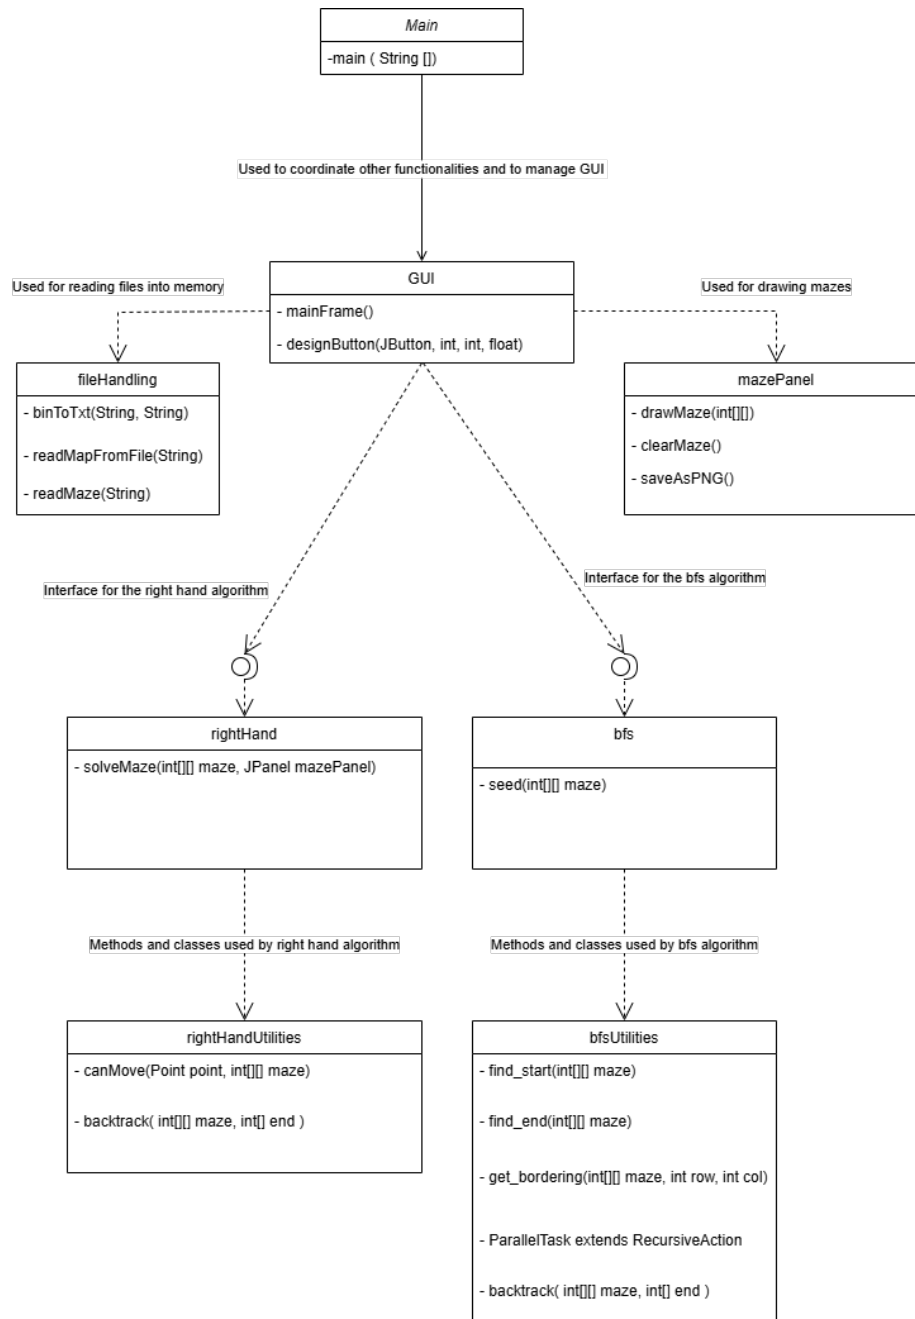 Main
-main ( String [])
Used to coordinate other functionalities and to manage GUI
GUI
- mainFrame()
- designButton(JButton, int, int, float)
Used for reading files into memory
Used for drawing mazes
fileHandling
- binToTxt(String, String)
- readMapFromFile(String)
- readMaze(String)
mazePanel
- drawMaze(int[][])
- clearMaze()
- saveAsPNG()
Interface for the right hand algorithm
Interface for the bfs algorithm
rightHand
- solveMaze(int[][] maze, JPanel mazePanel)
bfs
- seed(int[][] maze)
Methods and classes used by right hand algorithm
Methods and classes used by bfs algorithm
rightHandUtilities
- canMove(Point point, int[][] maze)
- backtrack( int[][] maze, int[] end )
bfsUtilities
- find_start(int[][] maze)
- find_end(int[][] maze)
- get_bordering(int[][] maze, int row, int col)
- ParallelTask extends RecursiveAction
- backtrack( int[][] maze, int[] end )